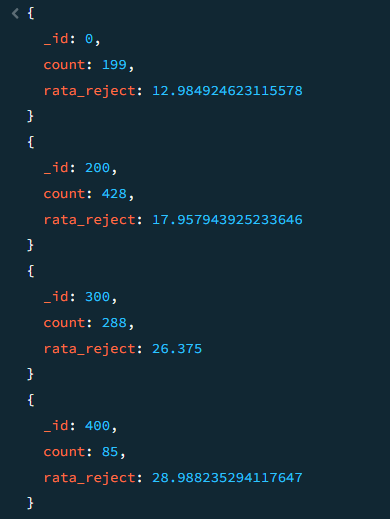 {
_id: 0,
count: 199,
rata_reject: 12.984924623115578
}
{
_id: 200,
count: 428,
rata_reject: 17.957943925233646
}
{
_id: 300,
count: 288,
rata_reject: 26.375
}
{
_id: 400,
count: 85,
rata_reject: 28.988235294117647
}